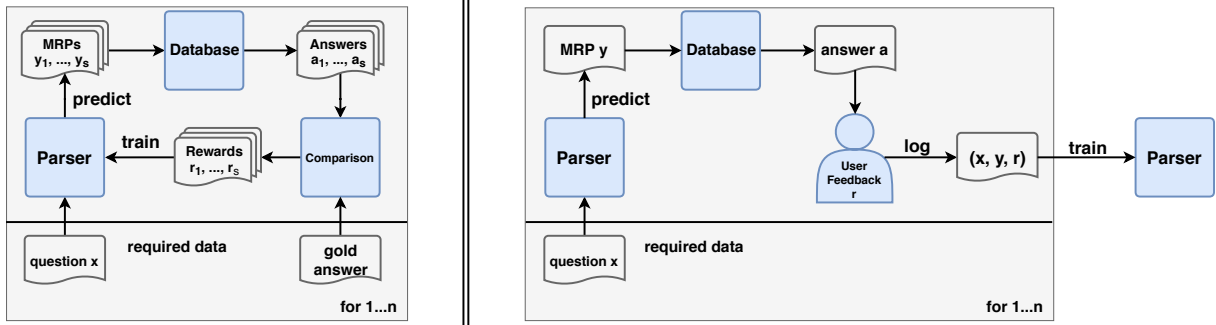 MRPs
y1, ..., ys
Database
Answers
a1, ..., as
predict
Parser
train
Rewards
r1, ..., rs
Comparison
required data
question x
gold
answer
for 1...n
MRP y
Database
answer a
predict
Parser
User
Feedback
r
log
(x, y, r)
train
Parser
required data
question x
for 1...n